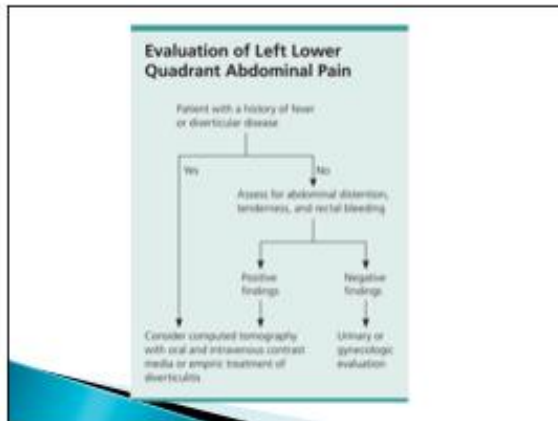 Evaluation of Left Lower
Quadrant Abdominal Pain
Patient with a history of fever
or diverticular disease
Yes
No
Assess for abdominal distention,
tenderness, and rectal bleeding
Positive
findings
Negative
findings
Consider computed tomography
with oral and intravenous contrast
media or empiric treatment of
diverticulitis
Urinary or
gynecologic
evaluation